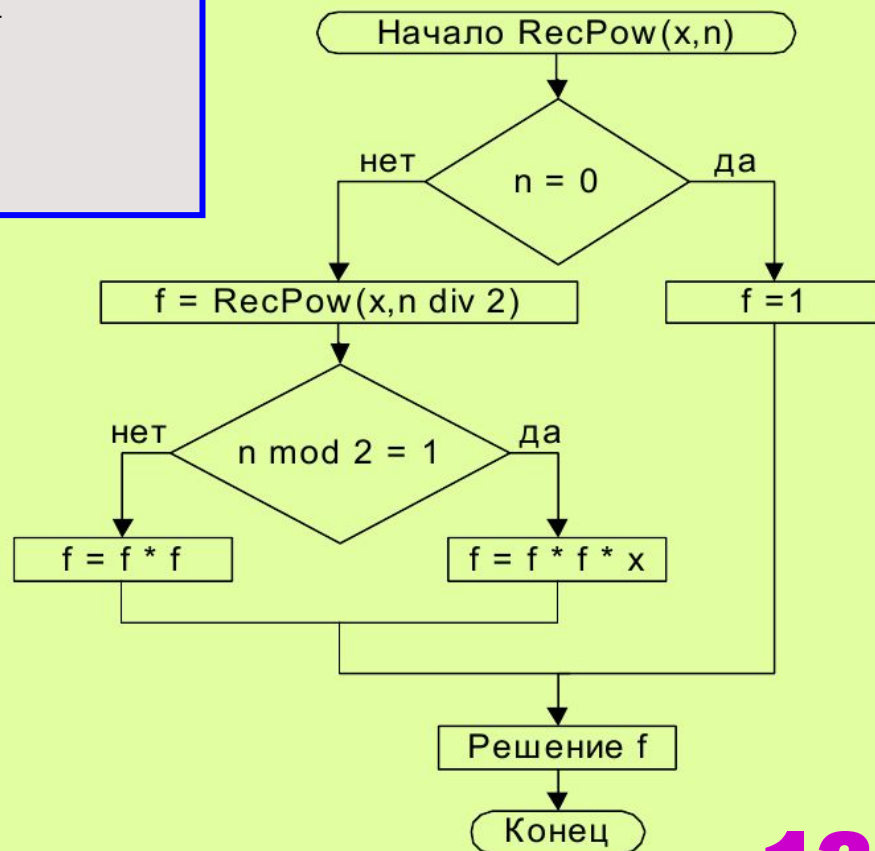 Начало RecPow(x,n)
нет
да
n = 0
f = RecPow(x,n div 2)
f =1
нет
да
n mod 2 = 1
f = f * f
f = f * f * x
Решение f
Конец